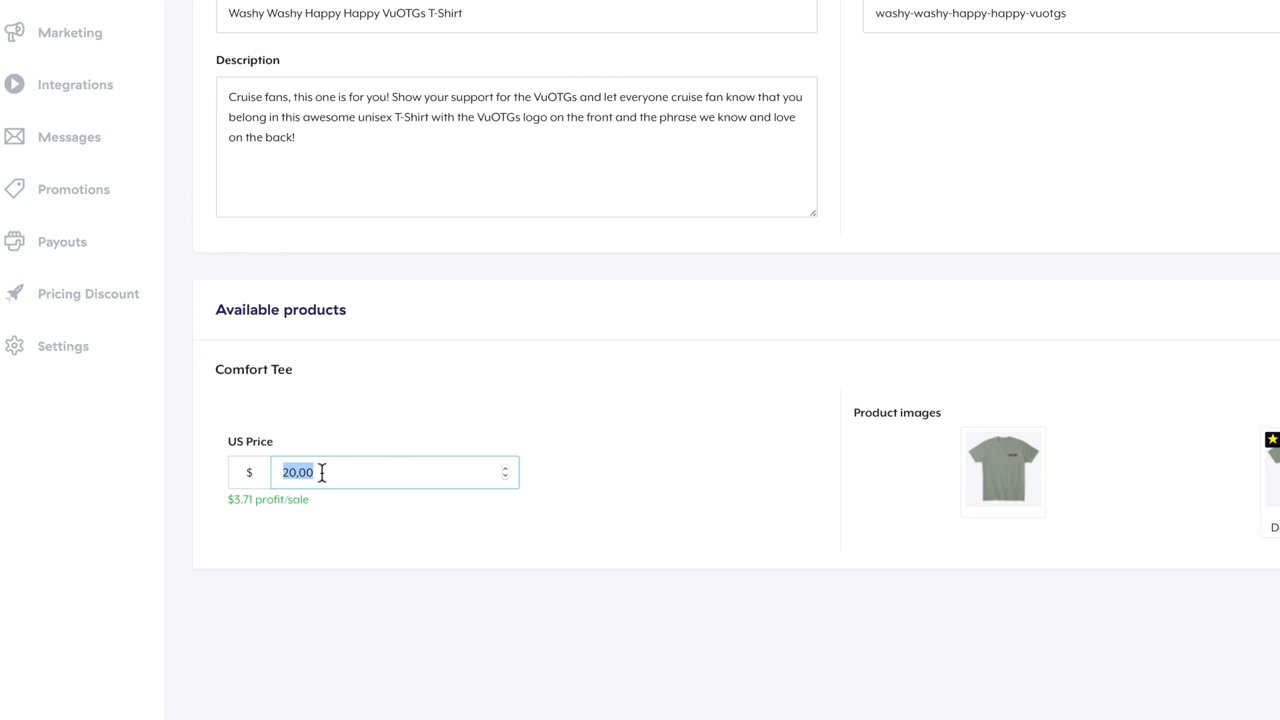 Marketing
Integrations
Messages
Promotions
Payouts
Pricing Discount
Settings
Washy Washy Happy Happy VuOTGs T-Shirt
washy-washy-happy-happy-vuotgs
Description
Cruise fans, this one is for you! Show your support for the VuOTGs and let everyone cruise fan know that you
belong in this awesome unisex T-Shirt with the VuOTGs logo on the front and the phrase we know and love
on the back!
Available products
Comfort Tee
Product images
US Price
$ 20,00
$3.71 profit/sale